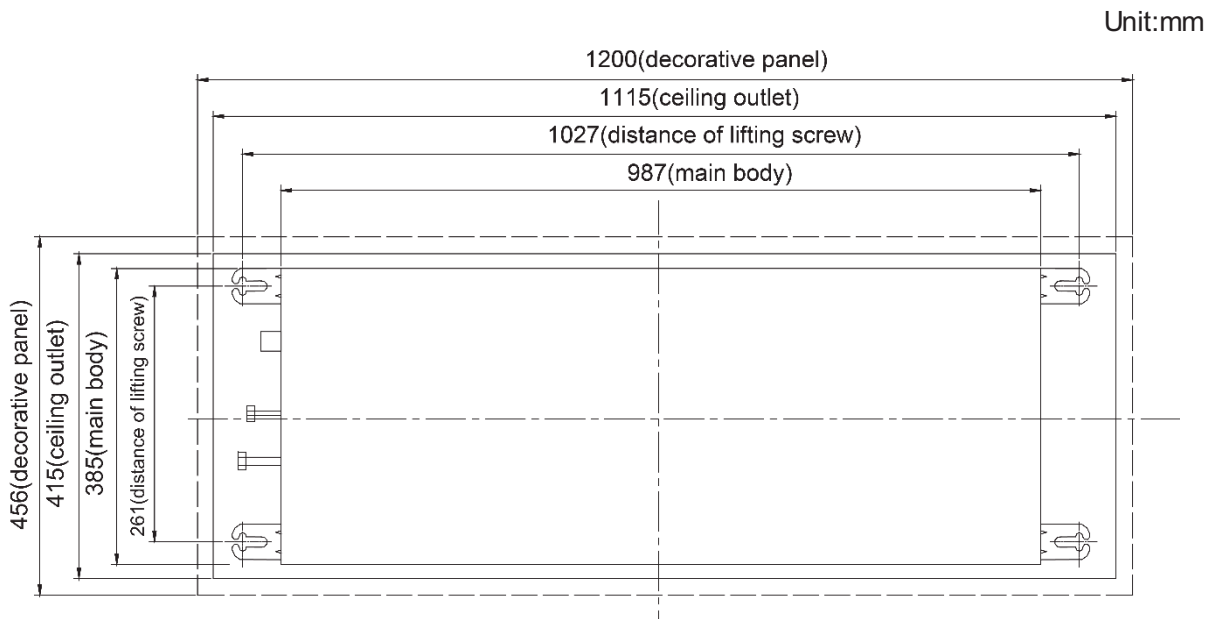 Unit:mm
1200(decorative panel)
1115(ceiling outlet)
1027(distance of lifting screw)
987(main body)
456(decorative panel)
415(ceiling outlet)
385(main body)
261(distance of lifting screw)